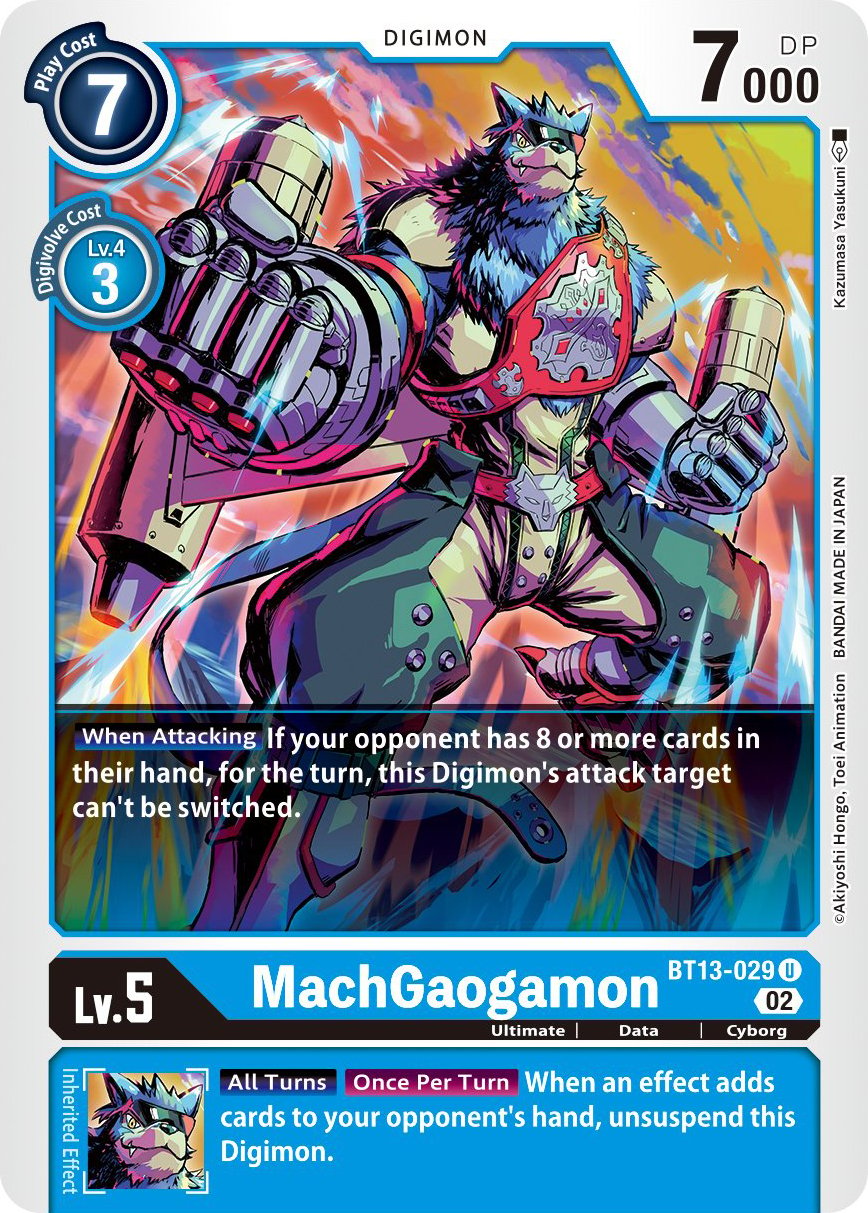 DIGIMON
Play Cost
7
7000
DP
Digivolve Cost
Lv.4
3
Kazumasa Yasukuni
BANDAI MADE IN JAPAN
©Akiyoshi Hongo, Toei Animation
When Attacking If your opponent has 8 or more cards in
their hand, for the turn, this Digimon's attack target
can't be switched.
Lv.5
MachGaogamon
BT13-029 U
02
Ultimate | Data | Cyborg
Inherited Effect
All Turns Once Per Turn When an effect adds
cards to your opponent's hand, unsuspend this
Digimon.